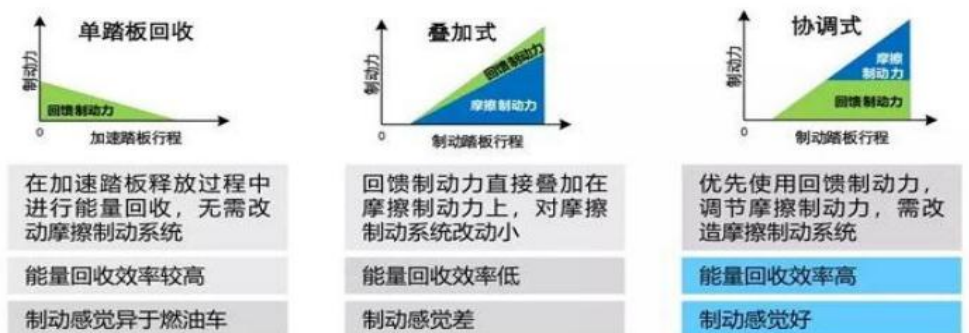 单踏板回收
制动力
回馈制动力
0
加速踏板行程
在加速踏板释放过程中
进行能量回收，无需改
动摩擦制动系统
能量回收效率较高
制动感觉异于燃油车
叠加式
制动力
回馈制动力
摩擦制动力
0
制动踏板行程
回馈制动力直接叠加在
摩擦制动力上，对摩擦
制动系统改动小
能量回收效率低
制动感觉差
协调式
制动力
摩擦
制动力
回馈制动力
0
制动踏板行程
优先使用回馈制动力，
调节摩擦制动力，需改
造摩擦制动系统
能量回收效率高
制动感觉好